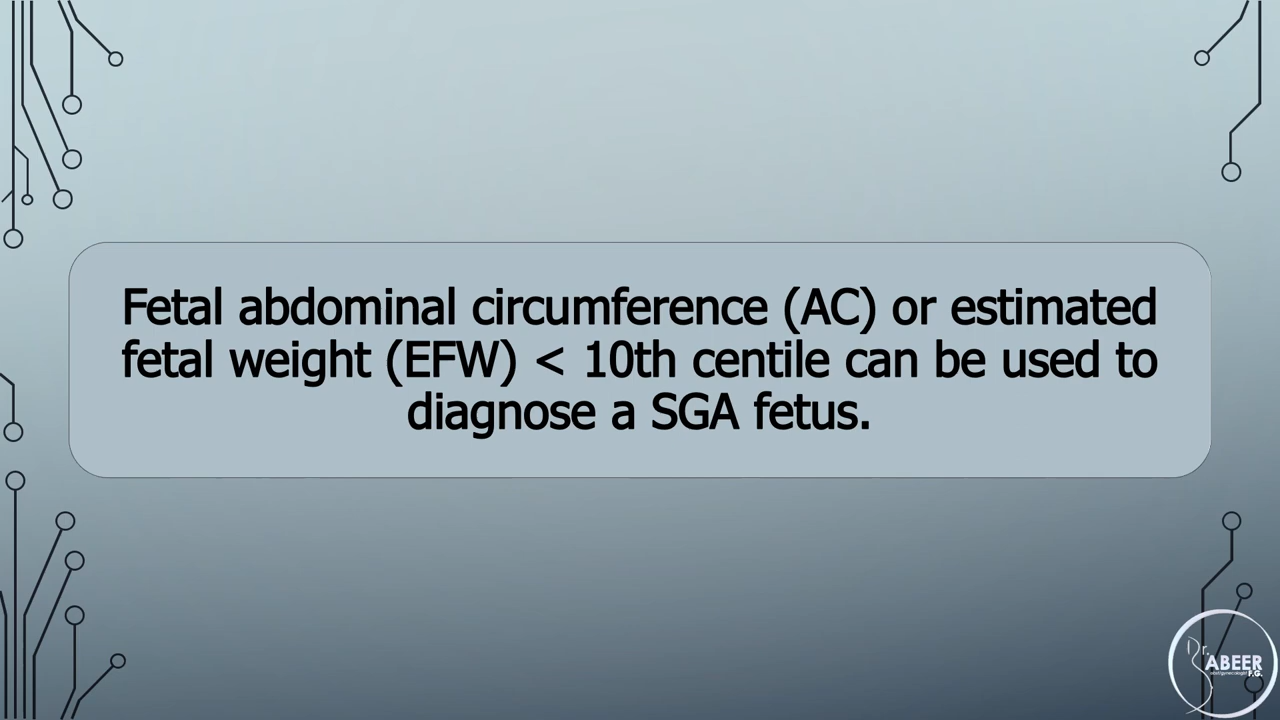 Fetal abdominal circumference (AC) or estimated
fetal weight (EFW) < 10th centile can be used to
diagnose a SGA fetus.
Dr.
ABEER
F.G.